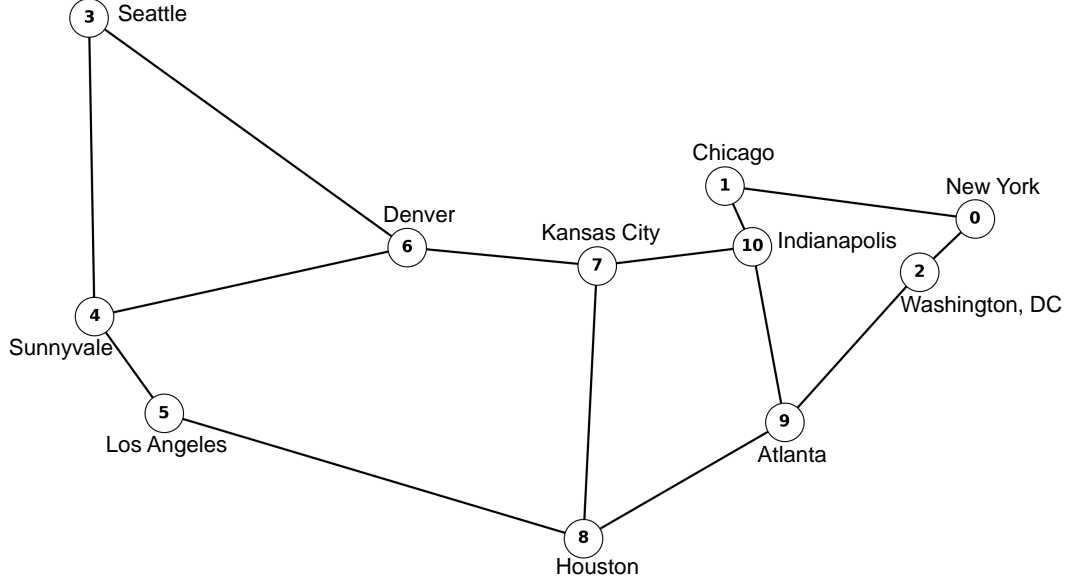 3 Seattle
Chicago
1
New York
0
Denver
6
Kansas City
7
10 Indianapolis
2
Washington, DC
4
Sunnyvale
5
Los Angeles
9
Atlanta
8
Houston